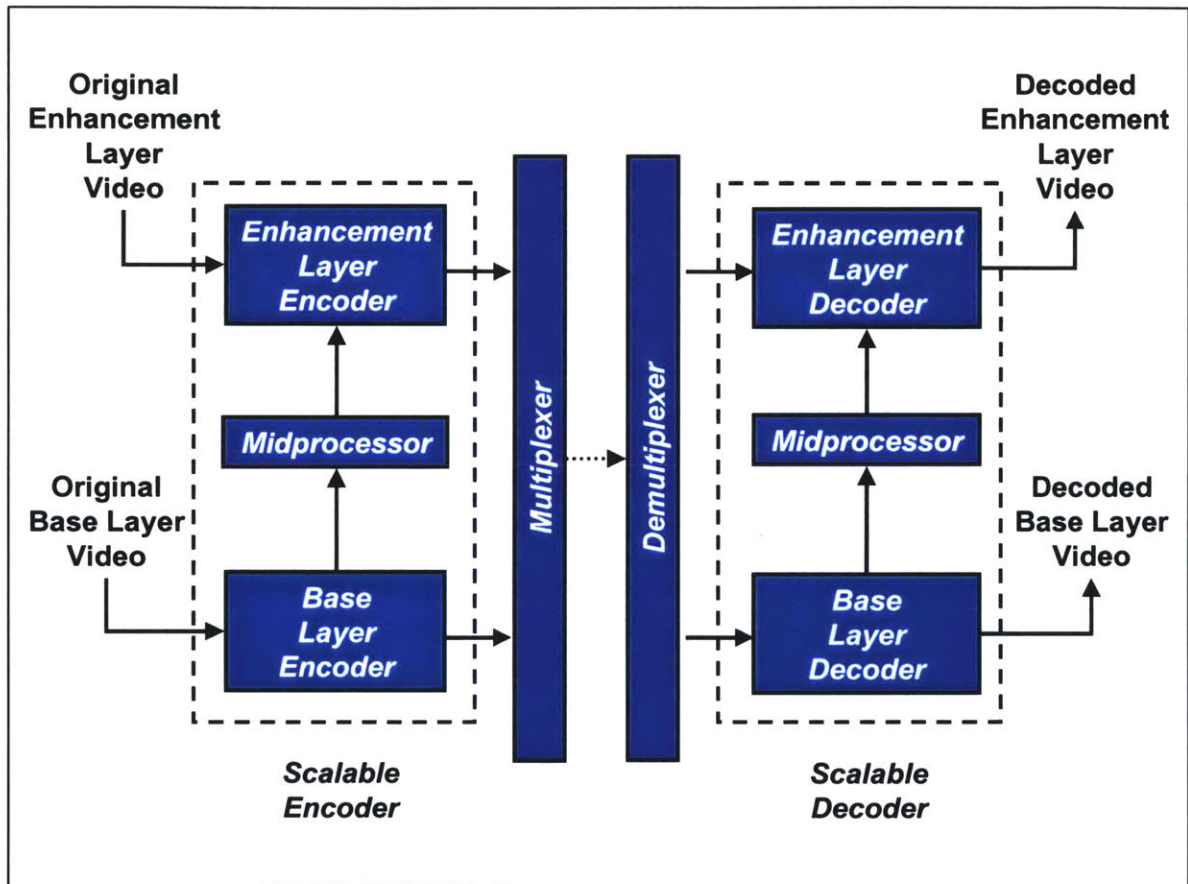 Original
Enhancement
Layer
Video
Decoded
Enhancement
Layer
Video
Enhancement
Layer
Encoder
Enhancement
Layer
Decoder
Midprocessor
Multiplexer
Demultiplexer
Midprocessor
Original
Base Layer
Video
Decoded
Base Layer
Video
Base
Layer
Encoder
Base
Layer
Decoder
Scalable
Encoder
Scalable
Decoder